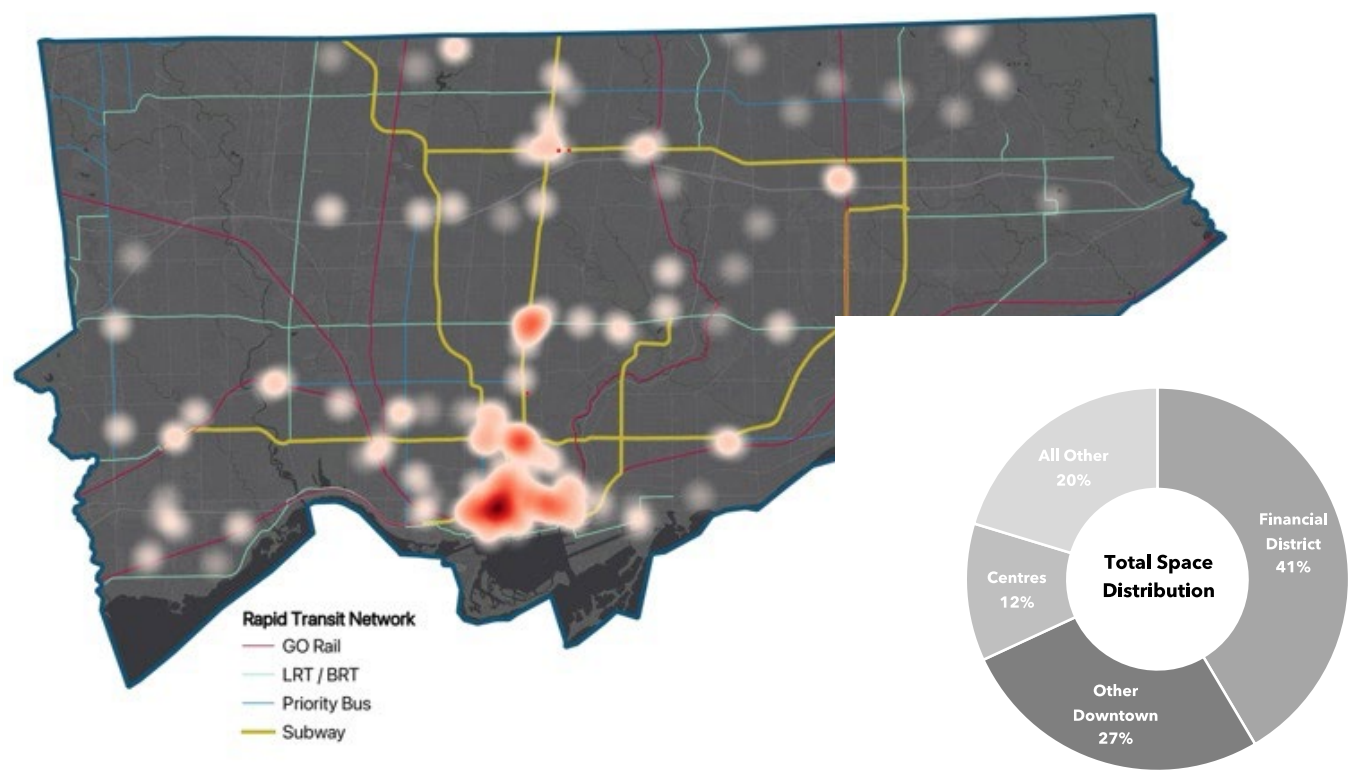 Rapid Transit Network
GO Rail
LRT / BRT
Priority Bus
Subway
All Other
20%
Financial
District
41%
Centres
12%
Total Space
Distribution
Other
Downtown
27%